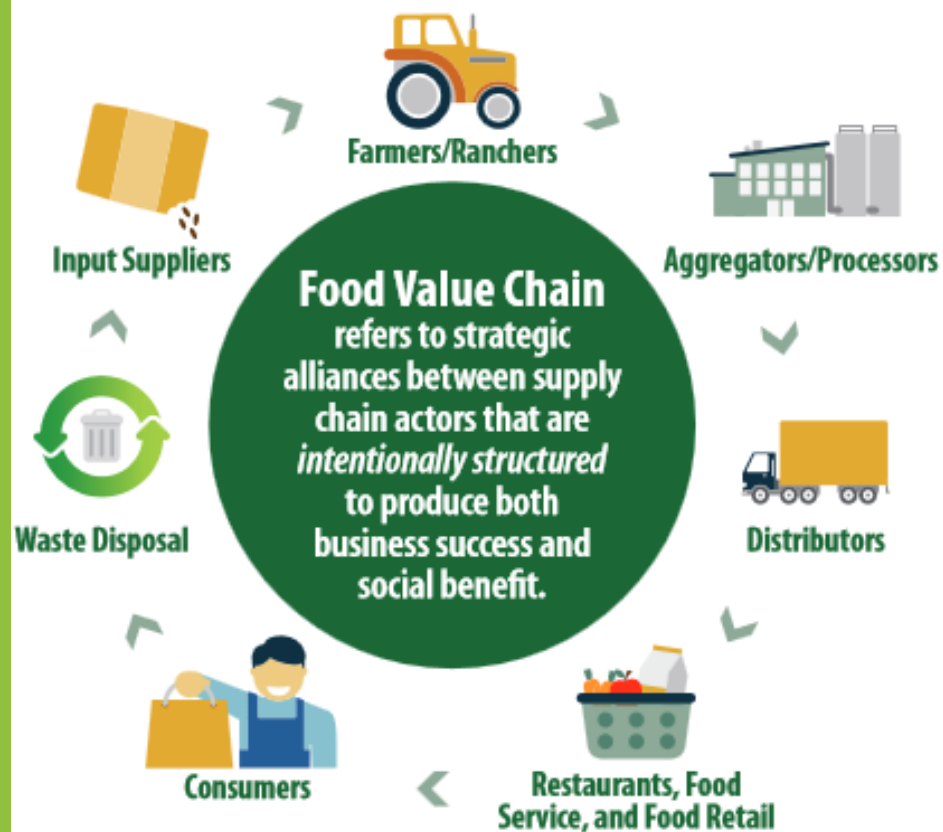 Farmers/Ranchers
Aggregators/Processors
Distributors
Restaurants, Food
Service, and Food Retail
Consumers
Waste Disposal
Input Suppliers
Food Value Chain
refers to strategic
alliances between supply
chain actors that are
intentionally structured
to produce both
business success and
social benefit.